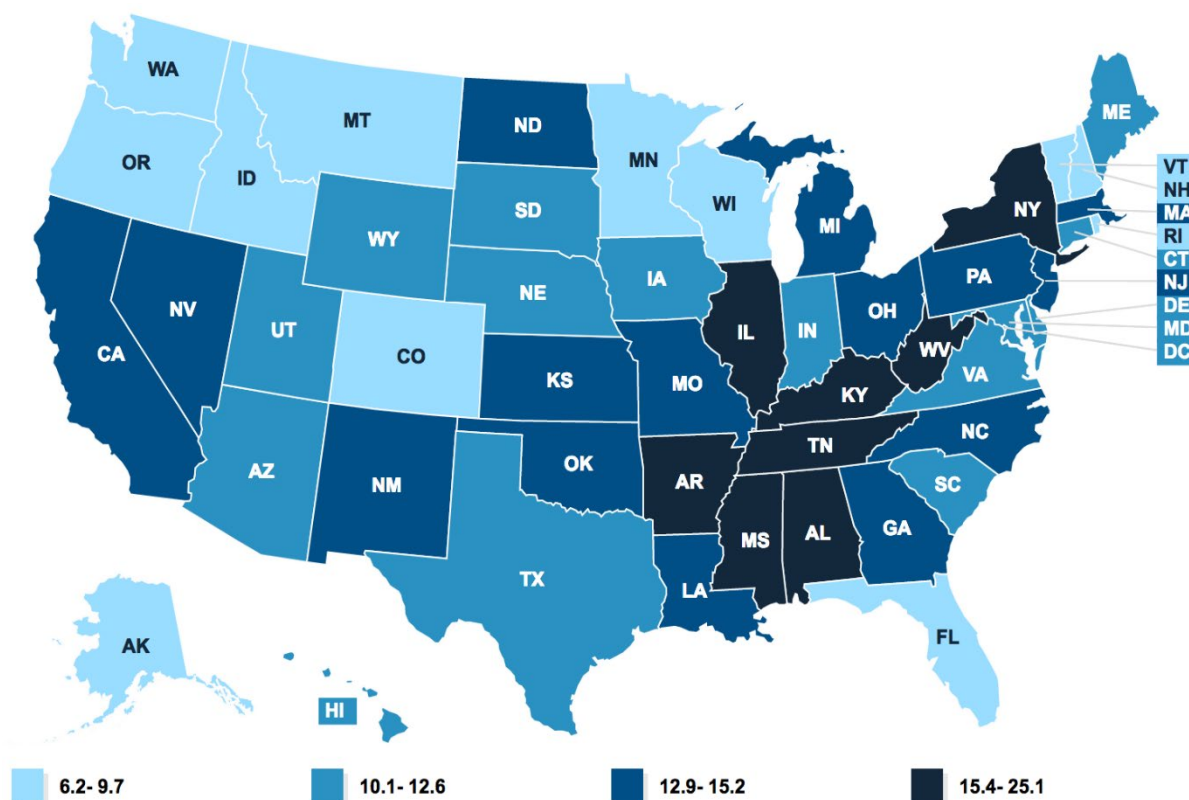 WA
MT
ND
MN
ME
OR
ID
SD
WI
NY
VT
NH
MA
RI
CT
NJ
DE
MD
DC
WY
MI
PA
IA
NE
NV
UT
IL
IN
OH
CA
CO
WV
VA
KS
MO
KY
NC
TN
AZ
NM
OK
AR
SC
MS
AL
GA
TX
LA
AK
FL
HI
6.2- 9.7
10.1- 12.6
12.9- 15.2
15.4- 25.1